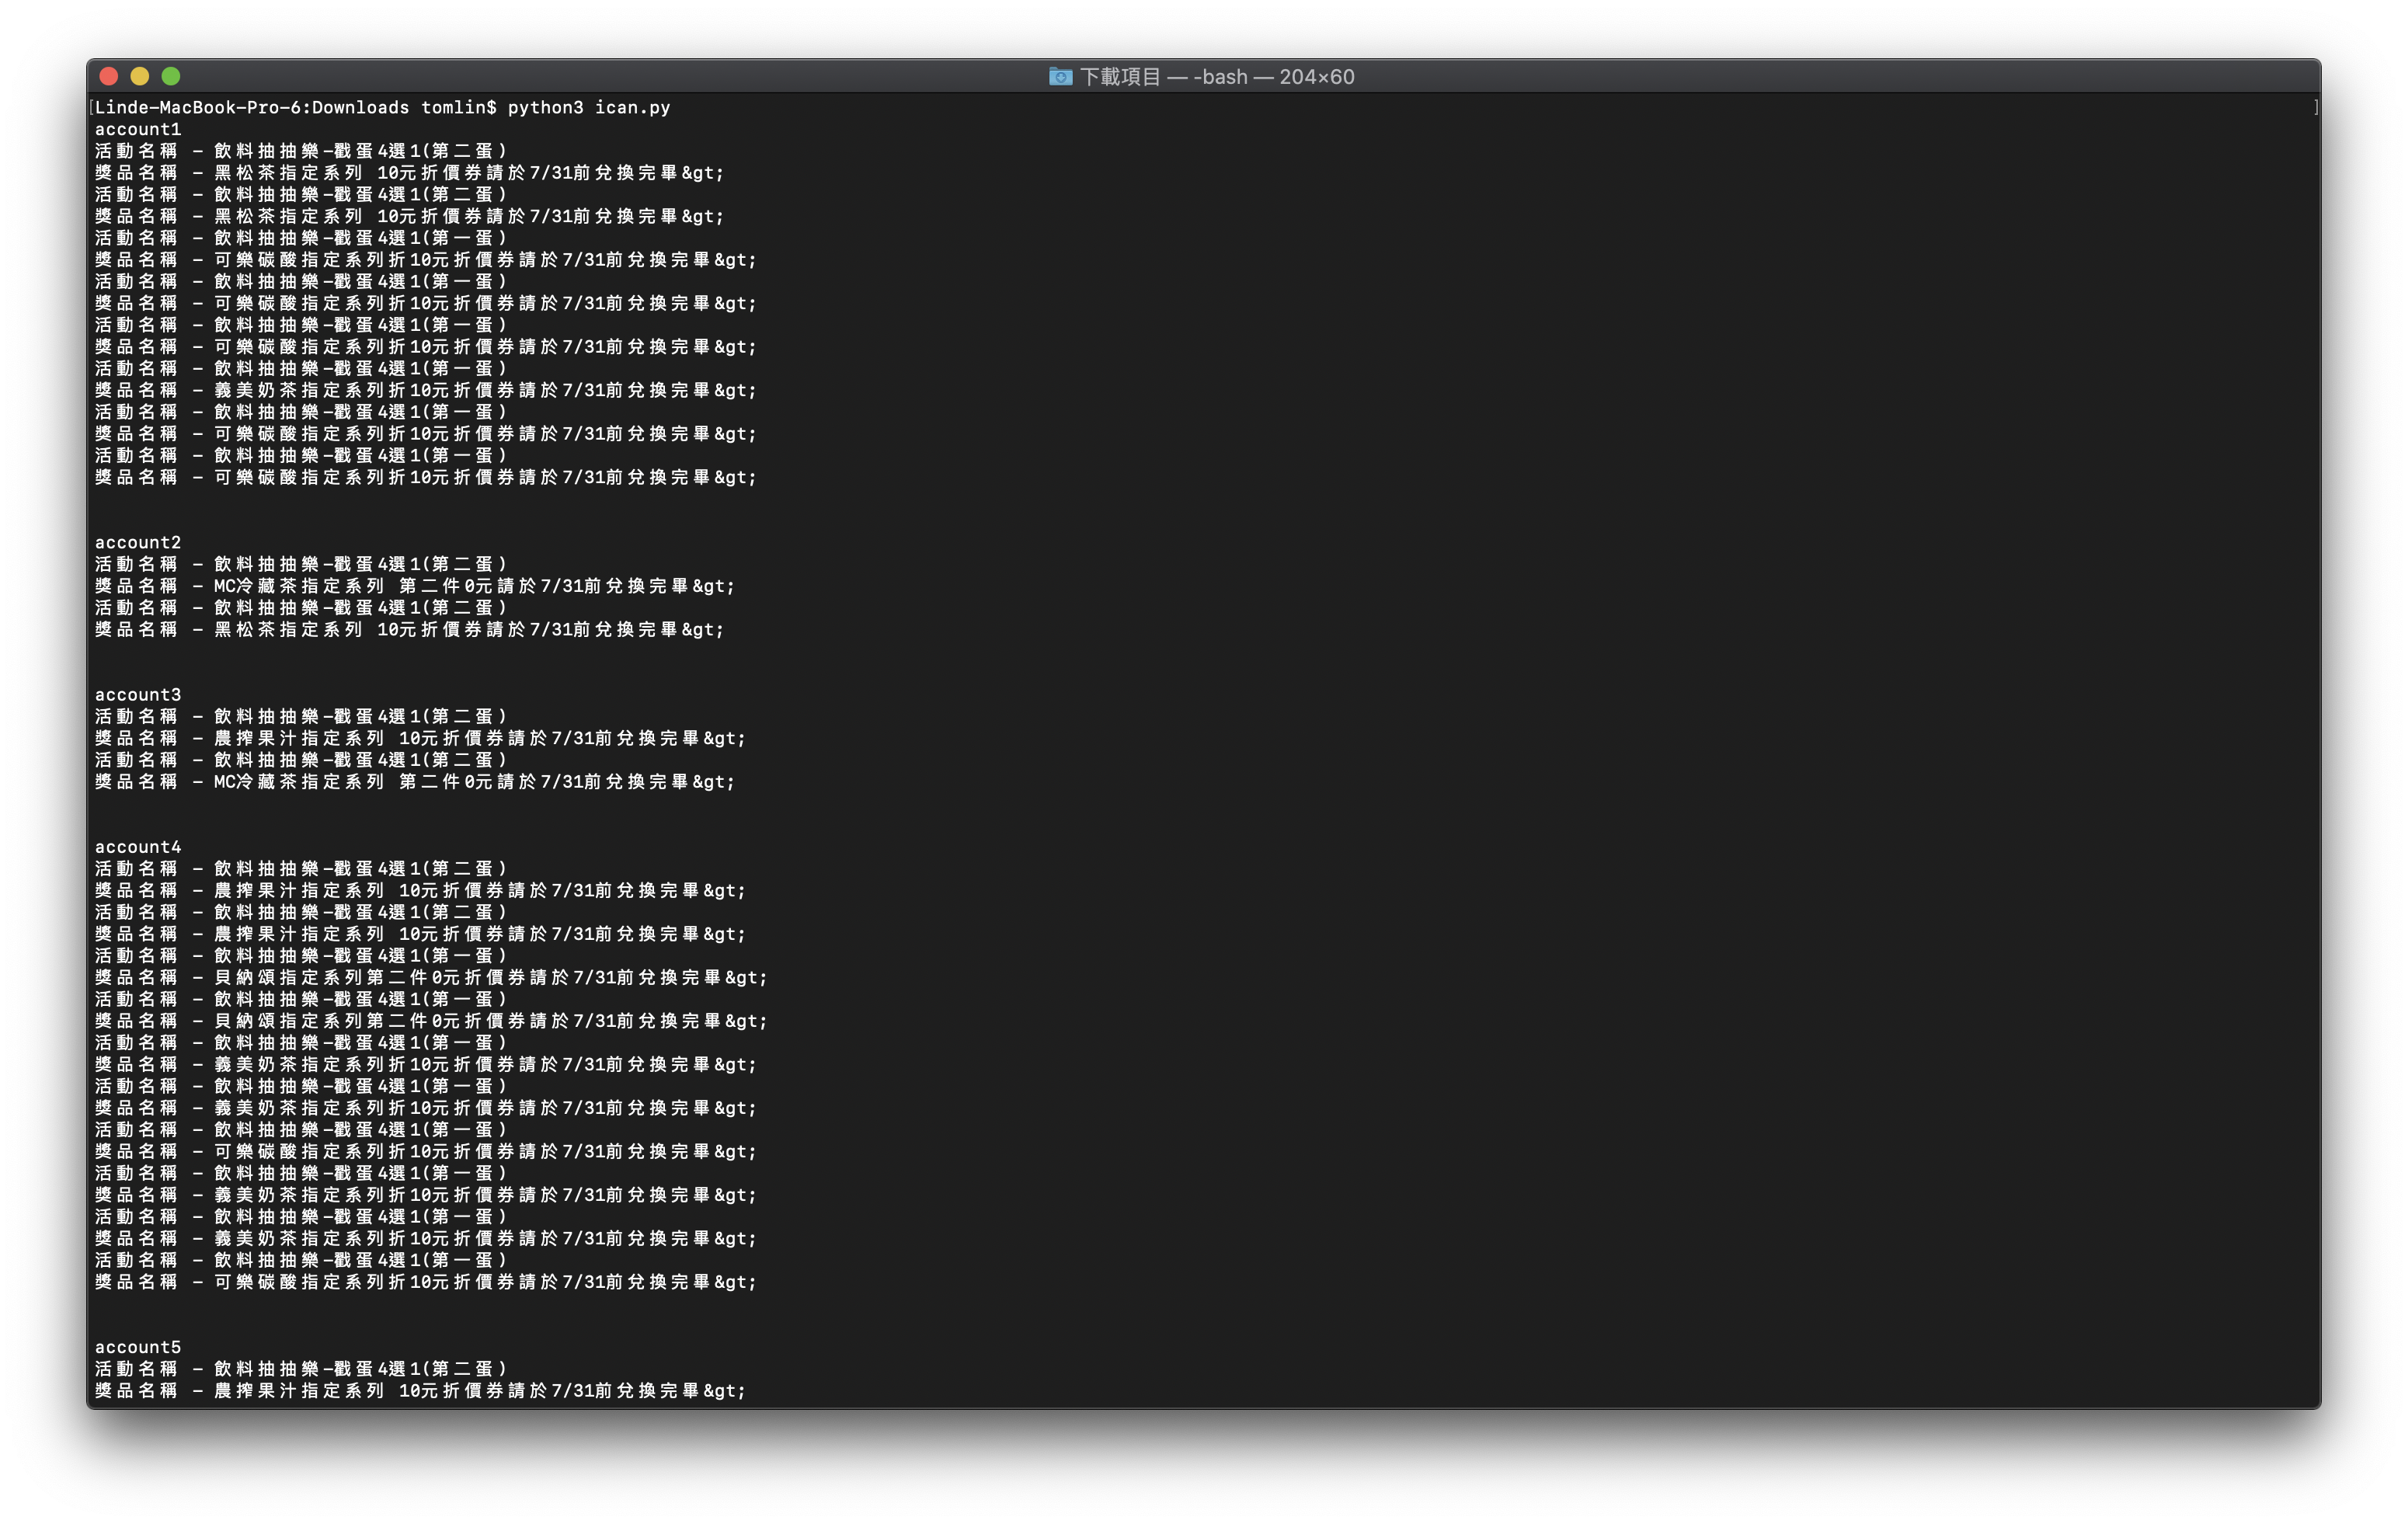 下載項目 — -bash — 204×60
[Linde-MacBook-Pro-6:Downloads tomlin$ python3 ican.py ]
account1
活動名稱 - 飲料抽抽樂-戳蛋4選1(第二蛋)
獎品名稱 - 黑松茶指定系列 10元折價券請於7/31前兌換完畢&gt;
活動名稱 - 飲料抽抽樂-戳蛋4選1(第二蛋)
獎品名稱 - 黑松茶指定系列 10元折價券請於7/31前兌換完畢&gt;
活動名稱 - 飲料抽抽樂-戳蛋4選1(第一蛋)
獎品名稱 - 可樂碳酸指定系列折10元折價券請於7/31前兌換完畢&gt;
活動名稱 - 飲料抽抽樂-戳蛋4選1(第一蛋)
獎品名稱 - 可樂碳酸指定系列折10元折價券請於7/31前兌換完畢&gt;
活動名稱 - 飲料抽抽樂-戳蛋4選1(第一蛋)
獎品名稱 - 可樂碳酸指定系列折10元折價券請於7/31前兌換完畢&gt;
活動名稱 - 飲料抽抽樂-戳蛋4選1(第一蛋)
獎品名稱 - 義美奶茶指定系列折10元折價券請於7/31前兌換完畢&gt;
活動名稱 - 飲料抽抽樂-戳蛋4選1(第一蛋)
獎品名稱 - 可樂碳酸指定系列折10元折價券請於7/31前兌換完畢&gt;
活動名稱 - 飲料抽抽樂-戳蛋4選1(第一蛋)
獎品名稱 - 可樂碳酸指定系列折10元折價券請於7/31前兌換完畢&gt;
account2
活動名稱 - 飲料抽抽樂-戳蛋4選1(第二蛋)
獎品名稱 - MC冷藏茶指定系列 第二件0元請於7/31前兌換完畢&gt;
活動名稱 - 飲料抽抽樂-戳蛋4選1(第二蛋)
獎品名稱 - 黑松茶指定系列 10元折價券請於7/31前兌換完畢&gt;
account3
活動名稱 - 飲料抽抽樂-戳蛋4選1(第二蛋)
獎品名稱 - 農搾果汁指定系列 10元折價券請於7/31前兌換完畢&gt;
活動名稱 - 飲料抽抽樂-戳蛋4選1(第二蛋)
獎品名稱 - MC冷藏茶指定系列 第二件0元請於7/31前兌換完畢&gt;
account4
活動名稱 - 飲料抽抽樂-戳蛋4選1(第二蛋)
獎品名稱 - 農搾果汁指定系列 10元折價券請於7/31前兌換完畢&gt;
活動名稱 - 飲料抽抽樂-戳蛋4選1(第二蛋)
獎品名稱 - 農搾果汁指定系列 10元折價券請於7/31前兌換完畢&gt;
活動名稱 - 飲料抽抽樂-戳蛋4選1(第一蛋)
獎品名稱 - 貝納頌指定系列第二件0元折價券請於7/31前兌換完畢&gt;
活動名稱 - 飲料抽抽樂-戳蛋4選1(第一蛋)
獎品名稱 - 貝納頌指定系列第二件0元折價券請於7/31前兌換完畢&gt;
活動名稱 - 飲料抽抽樂-戳蛋4選1(第一蛋)
獎品名稱 - 義美奶茶指定系列折10元折價券請於7/31前兌換完畢&gt;
活動名稱 - 飲料抽抽樂-戳蛋4選1(第一蛋)
獎品名稱 - 義美奶茶指定系列折10元折價券請於7/31前兌換完畢&gt;
活動名稱 - 飲料抽抽樂-戳蛋4選1(第一蛋)
獎品名稱 - 可樂碳酸指定系列折10元折價券請於7/31前兌換完畢&gt;
活動名稱 - 飲料抽抽樂-戳蛋4選1(第一蛋)
獎品名稱 - 義美奶茶指定系列折10元折價券請於7/31前兌換完畢&gt;
活動名稱 - 飲料抽抽樂-戳蛋4選1(第一蛋)
獎品名稱 - 義美奶茶指定系列折10元折價券請於7/31前兌換完畢&gt;
活動名稱 - 飲料抽抽樂-戳蛋4選1(第一蛋)
獎品名稱 - 可樂碳酸指定系列折10元折價券請於7/31前兌換完畢&gt;
account5
活動名稱 - 飲料抽抽樂-戳蛋4選1(第二蛋)
獎品名稱 - 農搾果汁指定系列 10元折價券請於7/31前兌換完畢&gt;